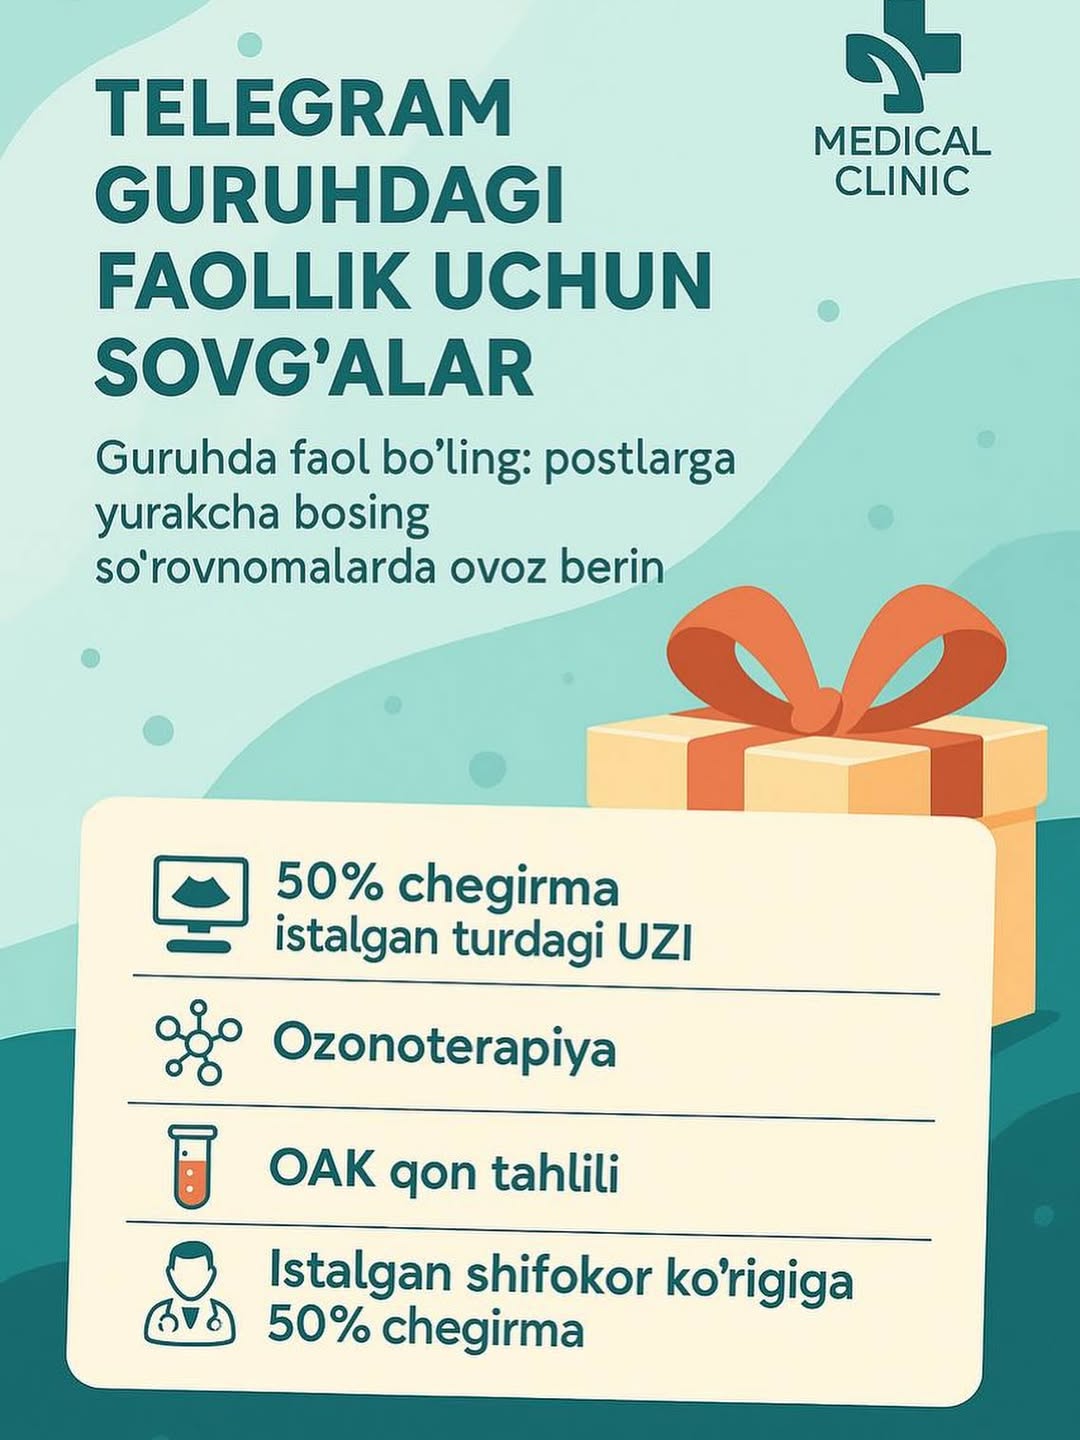 MEDICAL
CLINIC
TELEGRAM
GURUHDAGI
FAOLLIK UCHUN
SOVG’ALAR
Guruhda faol bo’ling: postlarga
yurakcha bosing
so‘rovnomalarda ovoz berin
50% chegirma
istalgan turdagi UZI
Ozonoterapiya
OAK qon tahlili
Istalgan shifokor ko’rigiga
50% chegirma